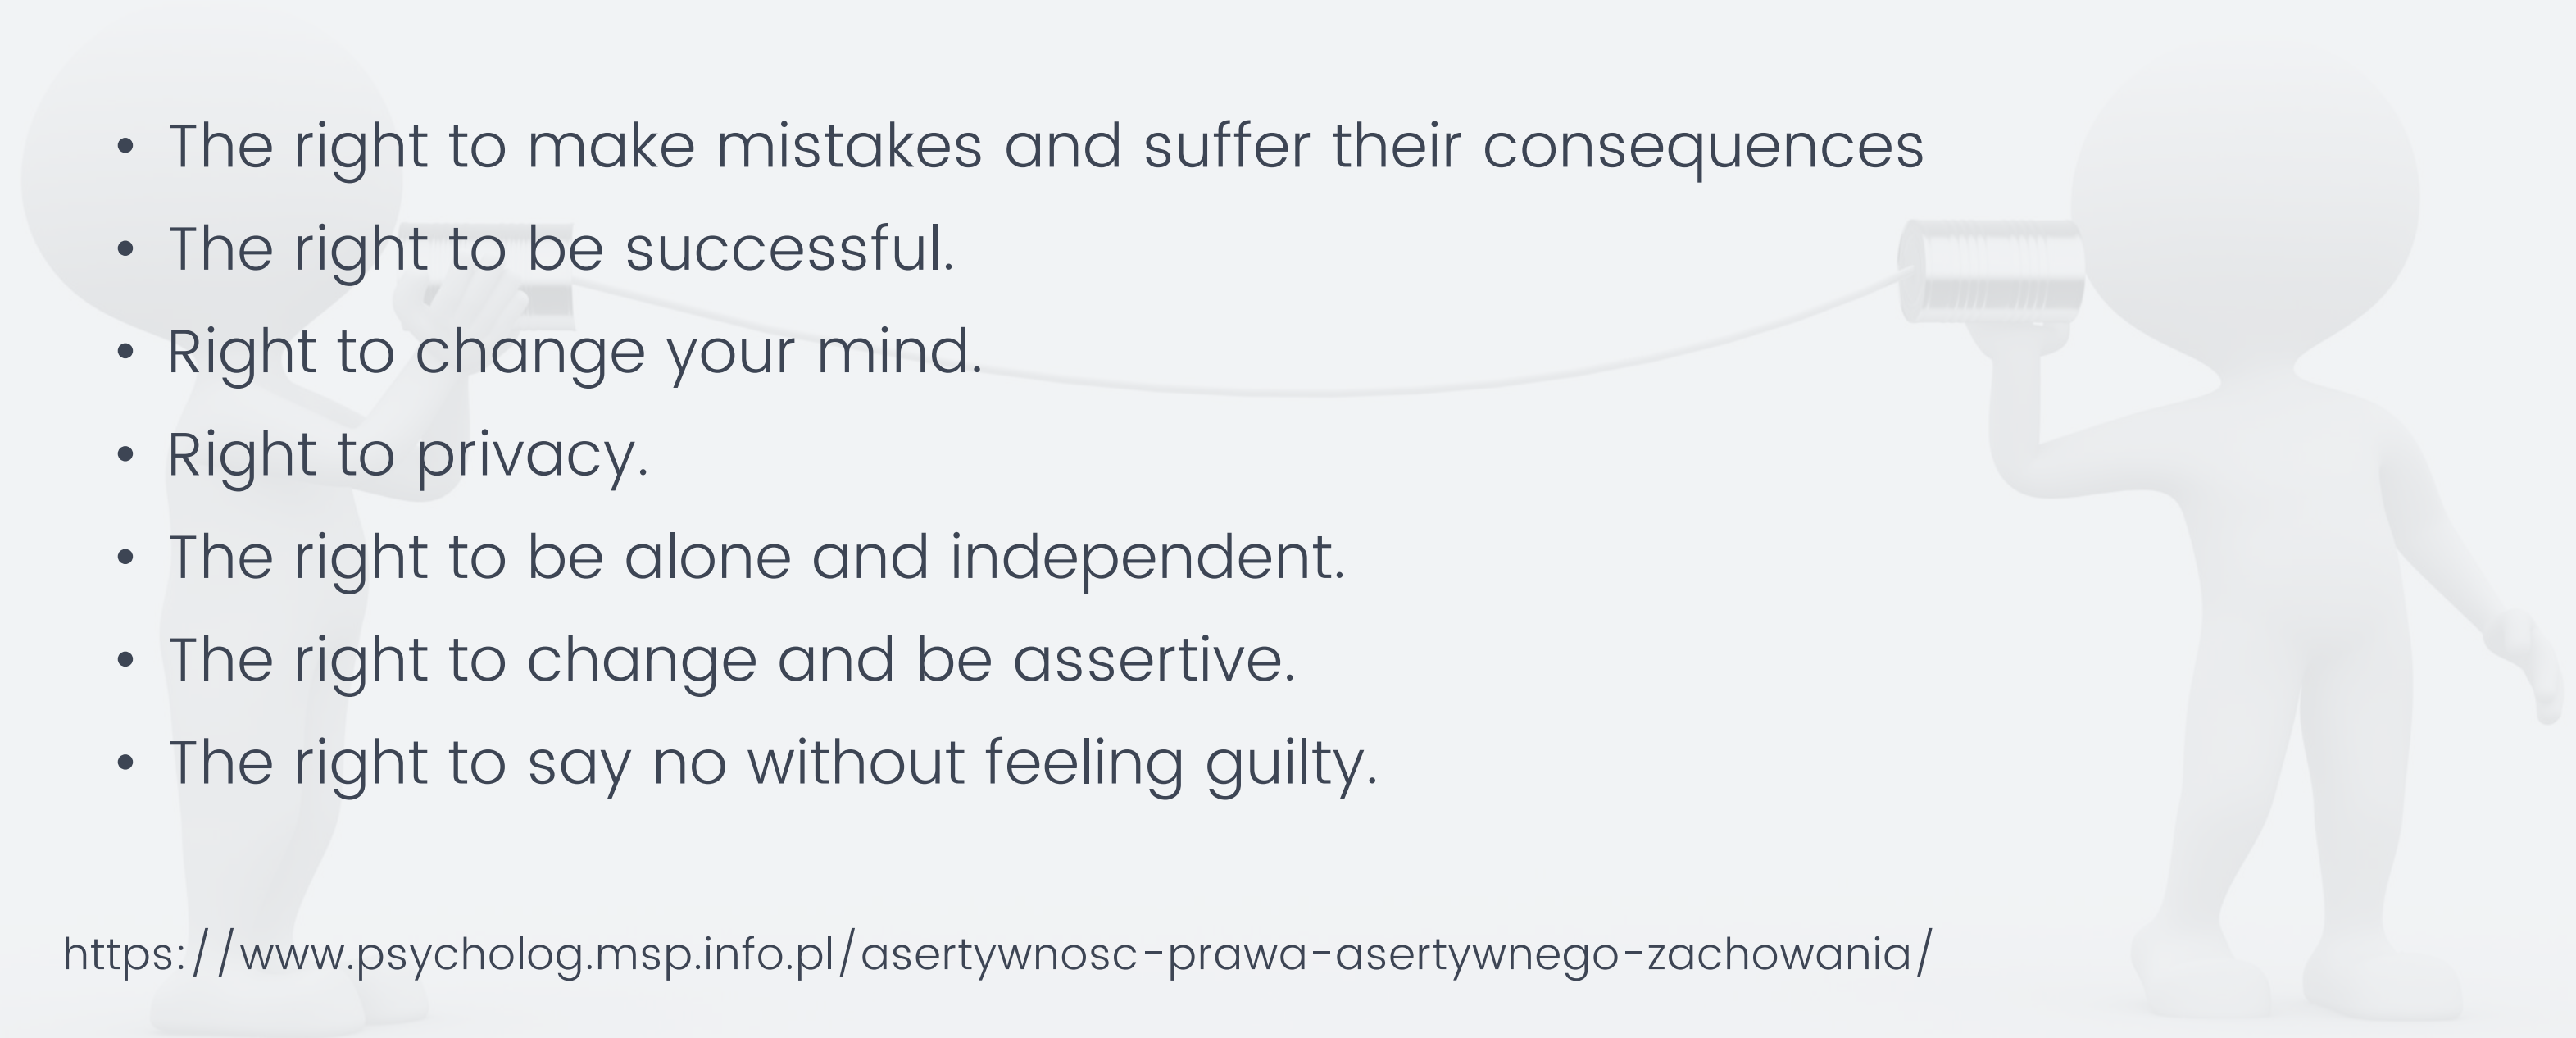 • The right to make mistakes and suffer their consequences
• The right to be successful.
• Right to change your mind.
• Right to privacy.
• The right to be alone and independent.
• The right to change and be assertive.
• The right to say no without feeling guilty.
https://www.psycholog.msp.info.pl/asertywnosc-prawa-asertywnego-zachowania/